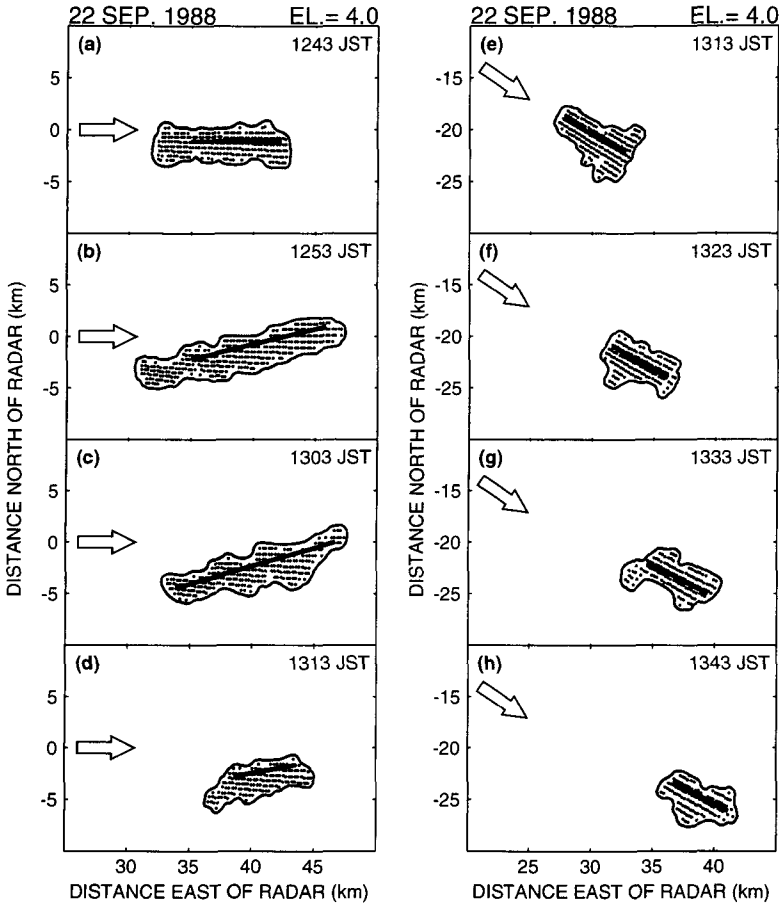 22 SEP. 1988 EL.= 4.0
(a) 1243 JST
5
0
-5
(b) 1253 JST
5
0
-5
(c) 1303 JST
5
0
-5
(d) 1313 JST
5
0
-5
30 35 40 45
DISTANCE EAST OF RADAR (km)
DISTANCE NORTH OF RADAR (km)
22 SEP. 1988 EL.= 4.0
(e) 1313 JST
-15
-20
-25
(f) 1323 JST
-15
-20
-25
(g) 1333 JST
-15
-20
-25
(h) 1343 JST
-15
-20
-25
25 30 35 40
DISTANCE EAST OF RADAR (km)
DISTANCE NORTH OF RADAR (km)